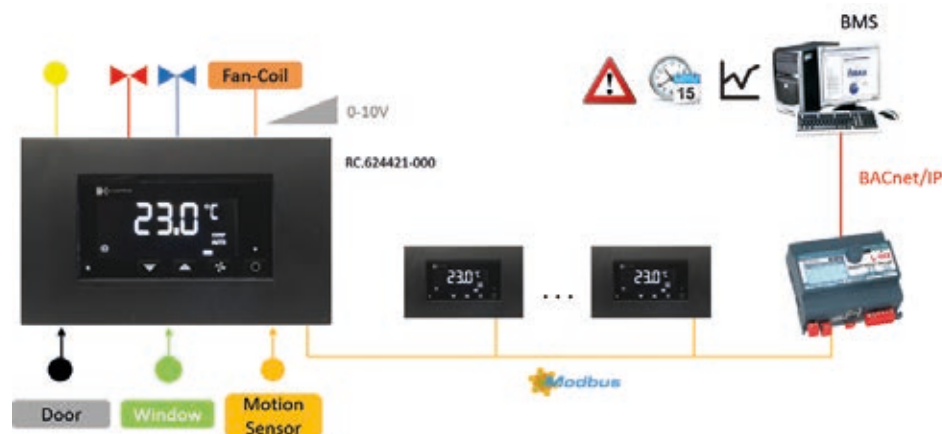 BMS
Fan-Coil
15
0-10V
RC.624421-000
BACnet/IP
23.0 °C
AUTO
23.0°C
...
23.0°C
Modbus
Door
Window
Motion
Sensor